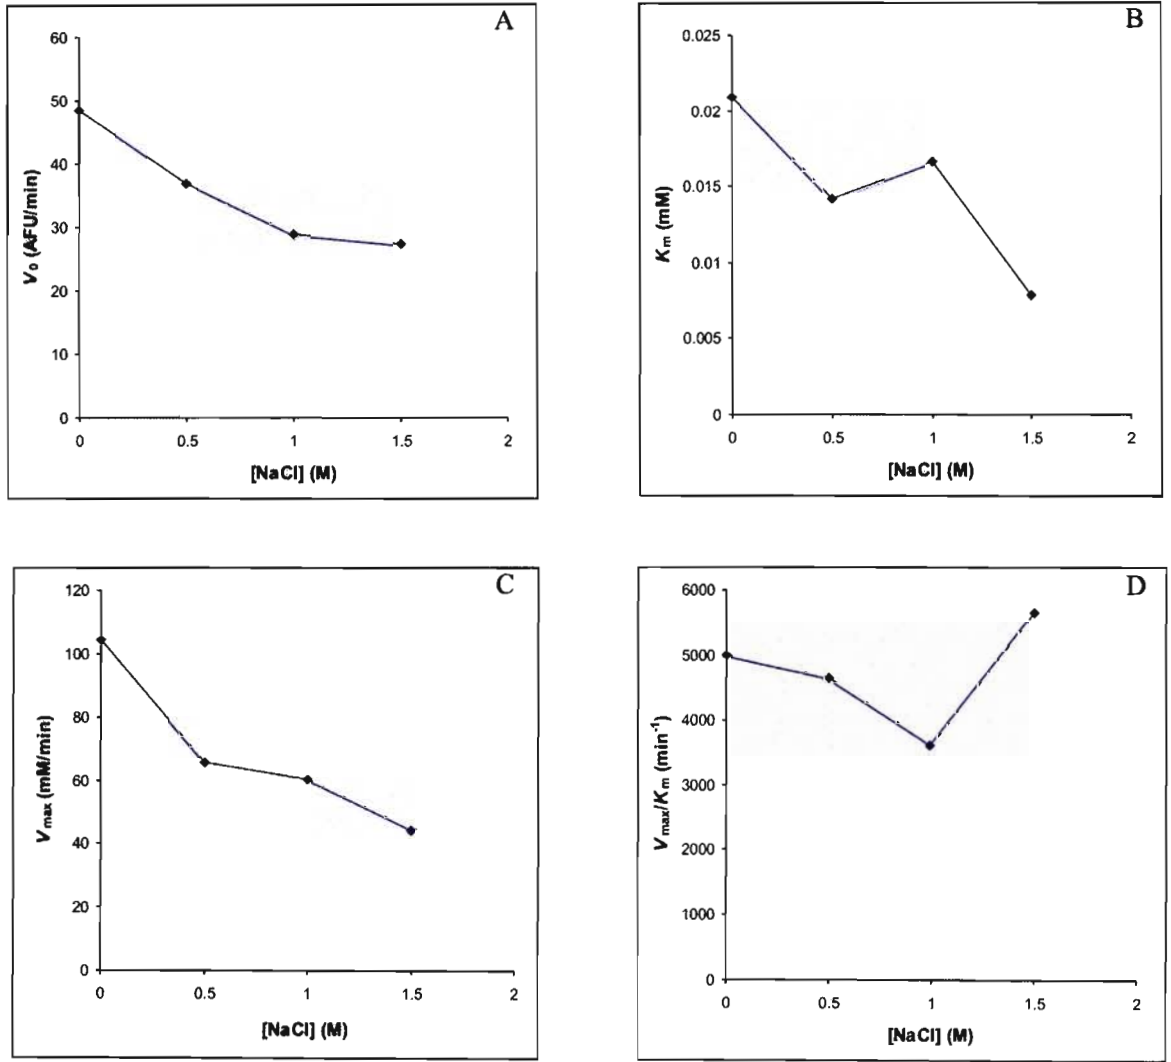 A
60
50
40
30
20
10
0
0 0.5 1 1.5 2
V₀ (AFU/min)
[NaCl] (M)
B
0.025
0.02
0.015
0.01
0.005
0
0 0.5 1 1.5 2
Kₘ (mM)
[NaCl] (M)
C
120
100
80
60
40
20
0
0 0.5 1 1.5 2
Vmax (mM/min)
[NaCl] (M)
D
6000
5000
4000
3000
2000
1000
0
0 0.5 1 1.5 2
Vmax/Km (min⁻¹)
[NaCl] (M)